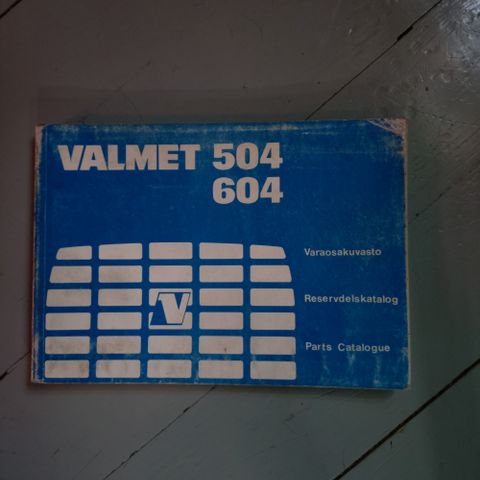 VALMET 504
604
Varaosakuvasto
Reservdelskatalog
V
Parts Catalogue